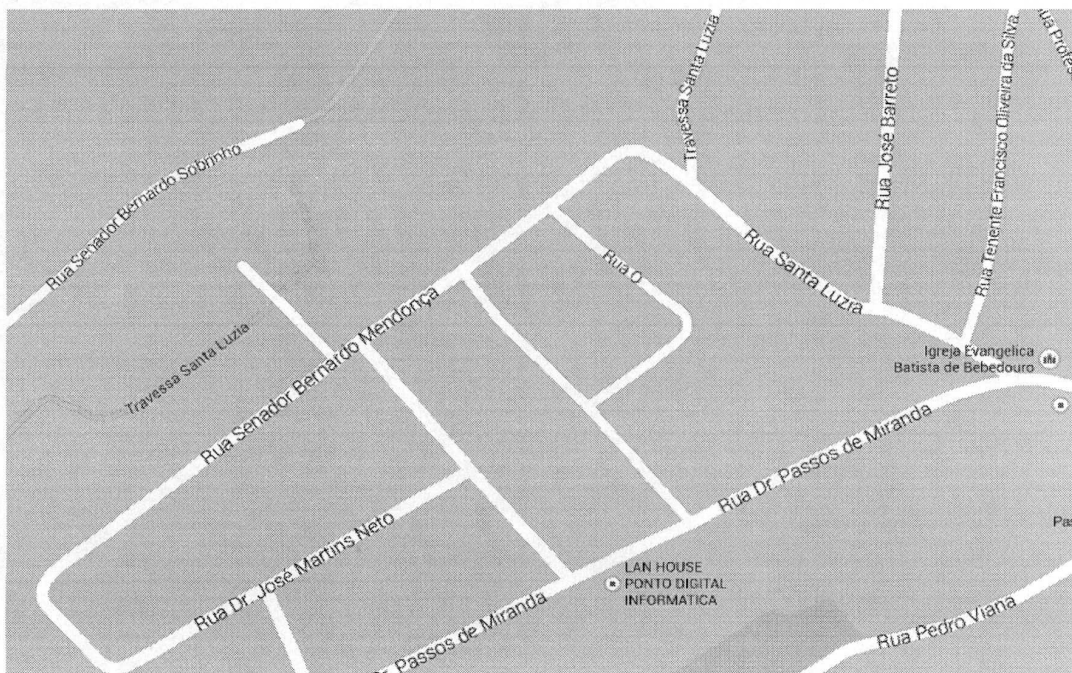 Travessa Santa Luzia
Rua José Barreto
Rua Tenente Francisco Oliveira da Silva
Rua Senador Bernardo Sobrinho
Rua O
Rua Santa Luzia
Rua Senador Bernardo Mendonça
Travessa Santa Luzia
Igreja Evangelica
Batista de Bebedouro
Rua Dr. Passos de Miranda
Rua Dr. José Martins Neto
LAN HOUSE
PONTO DIGITAL
INFORMATICA
Passos de Miranda
Rua Pedro Viana